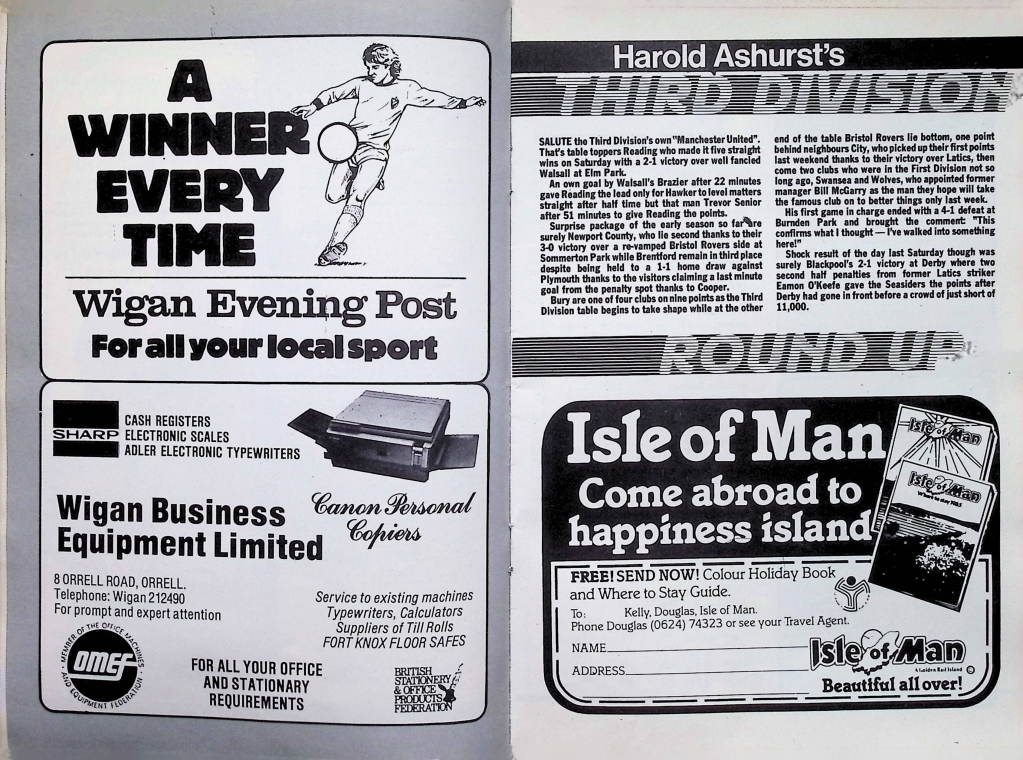 A
WINNER
EVERY
TIME
Wigan Evening Post
For all your local sport
SHARP
CASH REGISTERS
ELECTRONIC SCALES
ADLER ELECTRONIC TYPEWRITERS
Wigan Business
Equipment Limited
Canon Personal
Copiers
8 ORRELL ROAD, ORRELL.
Telephone: Wigan 212490
For prompt and expert attention
Service to existing machines
Typewriters, Calculators
Suppliers of Till Rolls
FORT KNOX FLOOR SAFES
MEMBER OF THE OFFICE MACHINES
AND EQUIPMENT FEDERATION
omef
FOR ALL YOUR OFFICE
AND STATIONARY
REQUIREMENTS
BRITISH
STATIONERY
& OFFICE
PRODUCTS
FEDERATION
Harold Ashurst's
THIRD DIVISION
SALUTE the Third Division's own "Manchester United".
That's table toppers Reading who made it five straight
wins on Saturday with a 2-1 victory over well fancied
Walsall at Elm Park.
An own goal by Walsall's Brazier after 22 minutes
gave Reading the lead only for Hawker to level matters
straight after half time but that man Trevor Senior
after 51 minutes to give Reading the points.
Surprise package of the early season so far are
surely Newport County, who lie second thanks to their
3-0 victory over a re-vamped Bristol Rovers side at
Sommerton Park while Brentford remain in third place
despite being held to a 1-1 home draw against
Plymouth thanks to the visitors claiming a last minute
goal from the penalty spot thanks to Cooper.
Bury are one of four clubs on nine points as the Third
Division table begins to take shape while at the other
end of the table Bristol Rovers lie bottom, one point
behind neighbours City, who picked up their first points
last weekend thanks to their victory over Latics, then
come two clubs who were in the First Division not so
long ago, Swansea and Wolves, who appointed former
manager Bill McGarry as the man they hope will take
the famous club on to better things only last week.
His first game in charge ended with a 4-1 defeat at
Burnden Park and brought the comment: "This
confirms what I thought — I've walked into something
here!"
Shock result of the day last Saturday though was
surely Blackpool's 2-1 victory at Derby where two
second half penalties from former Latics striker
Eamon O'Keefe gave the Seasiders the points after
Derby had gone in front before a crowd of just short of
11,000.
ROUND UP
Isle of Man
Come abroad to
happiness island
Isle of Man
Isle of Man
Where to stay 1985
FREE! SEND NOW! Colour Holiday Book
and Where to Stay Guide.
To: Kelly, Douglas, Isle of Man.
Phone Douglas (0624) 74323 or see your Travel Agent.
NAME
ADDRESS
Isle of Man
A Golden Rail Island
Beautiful all over!